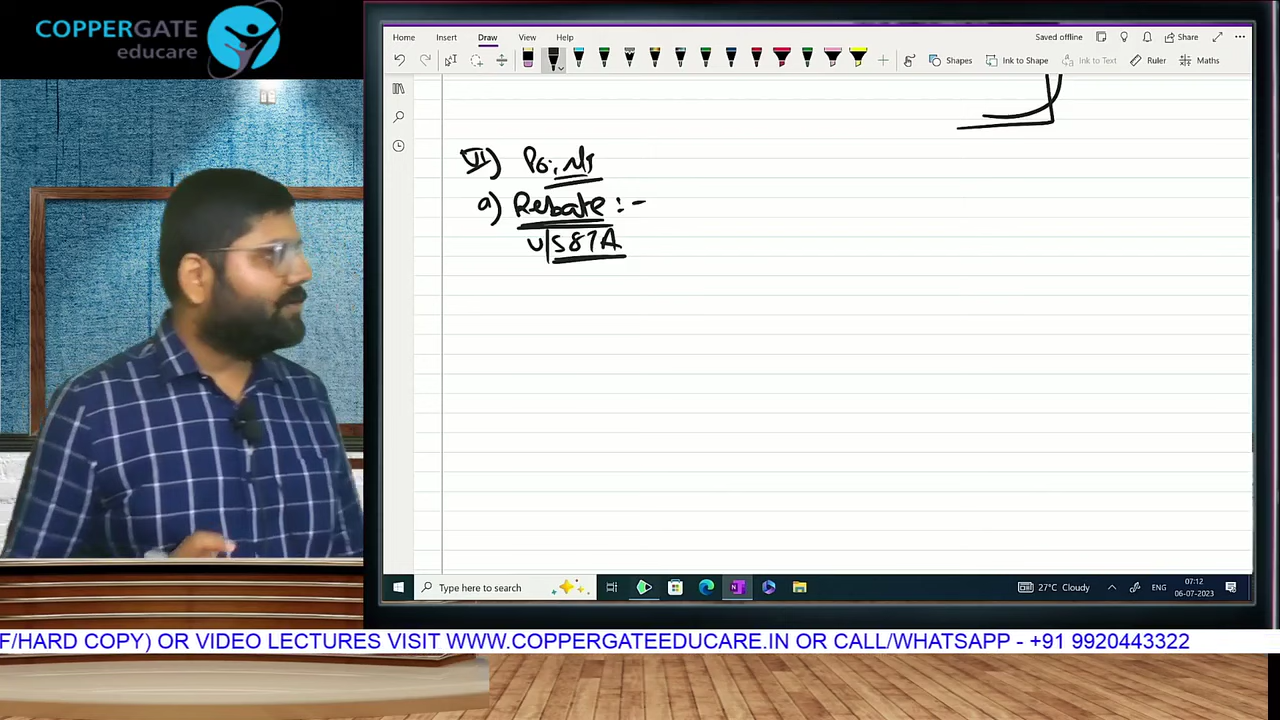 COPPERGATE
educare
Home Insert Draw View Help
Saved offline
Share
Shapes
Ink to Shape
Ink to Text
Ruler
Maths
VI) Points
a) Rebate :-
u/s 87A
Type here to search
27°C Cloudy
ENG
07:12
06-07-2023
F/HARD COPY) OR VIDEO LECTURES VISIT WWW.COPPERGATEEDUCARE.IN OR CALL/WHATSAPP - +91 9920443322